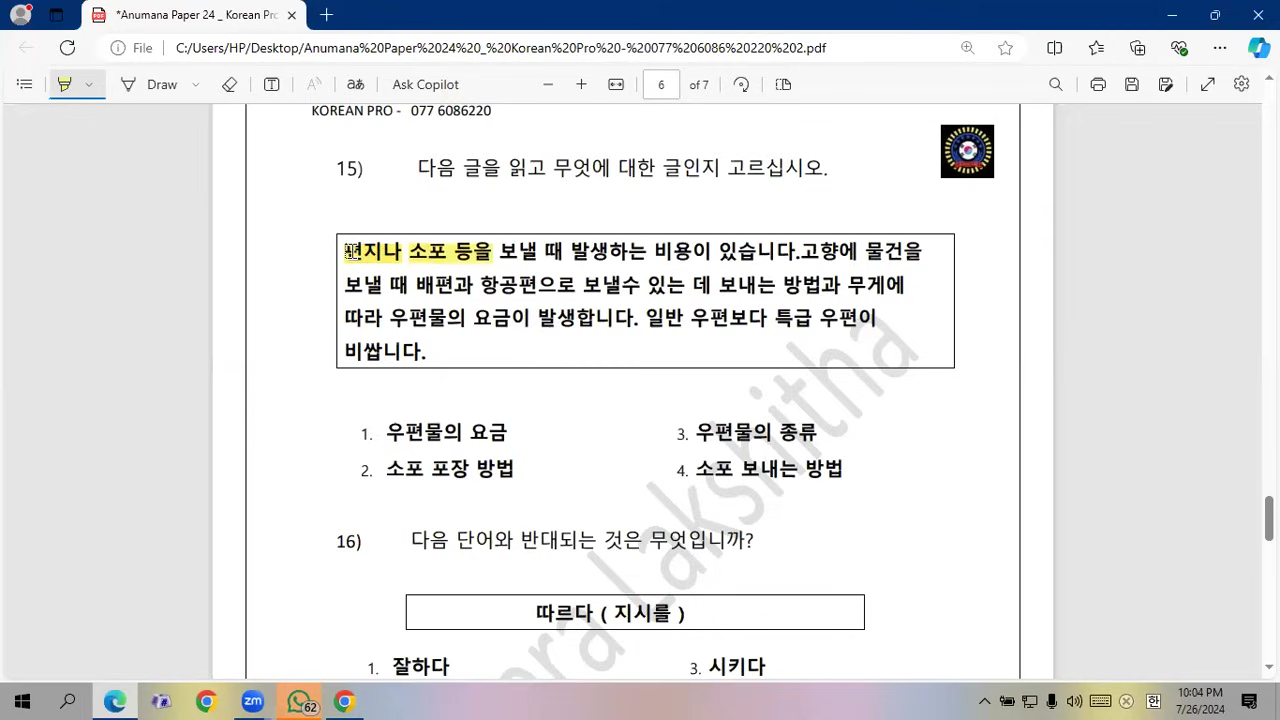 *Anumana Paper 24 _ Korean Pro
File
C:/Users/HP/Desktop/Anumana%20Paper%2024%20_%20Korean%20Pro%20-%20077%206086%20220%202.pdf
Draw
Ask Copilot
6 of 7
KOREAN PRO - 077 6086220
15) 다음 글을 읽고 무엇에 대한 글인지 고르십시오.
편지나 소포 등을 보낼 때 발생하는 비용이 있습니다.고향에 물건을
보낼 때 배편과 항공편으로 보낼수 있는 데 보내는 방법과 무게에
따라 우편물의 요금이 발생합니다. 일반 우편보다 특급 우편이
비쌉니다.
1. 우편물의 요금
3. 우편물의 종류
2. 소포 포장 방법
4. 소포 보내는 방법
16) 다음 단어와 반대되는 것은 무엇입니까?
따르다 ( 지시를 )
1. 잘하다
3. 시키다
Lakshitha
62
한
10:04 PM
7/26/2024